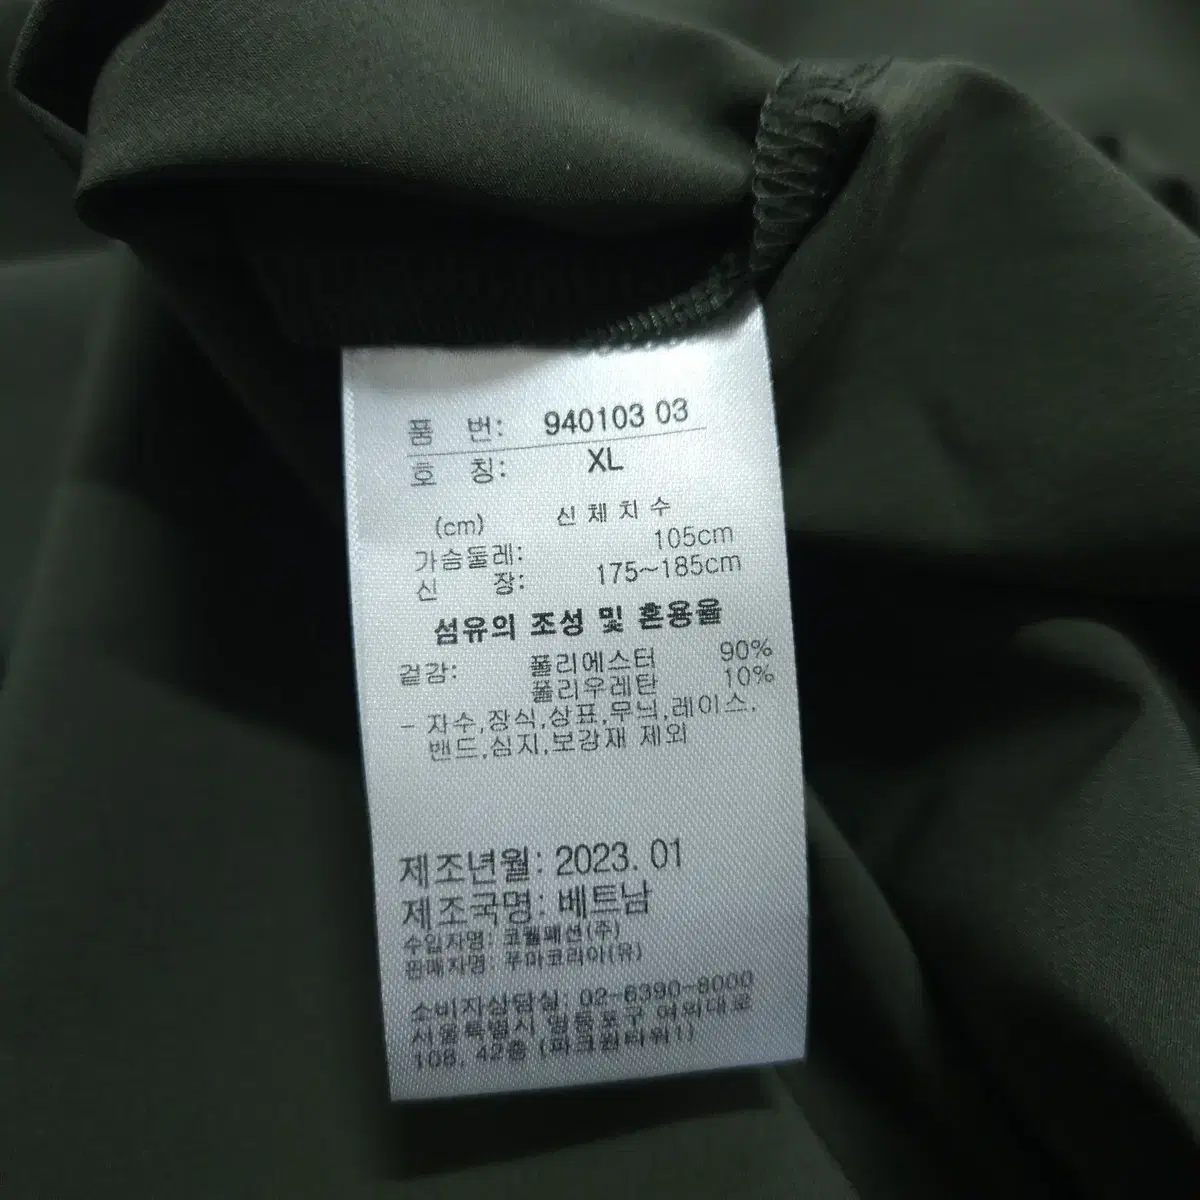 품 번: 940103 03
호 칭: XL
(cm) 신체치수
가슴둘레: 105cm
신 장: 175~185cm
섬유의 조성 및 혼용율
겉감: 폴리에스터 90%
폴리우레탄 10%
- 자수,장식,상표,무늬,레이스,
밴드,심지,보강재 제외
제조년월: 2023. 01
제조국명: 베트남
수입자명: 코웰패션(주)
판매자명: 푸마코리아(유)
소비자상담실: 02-6390-8000
서울특별시 영등포구 여의대로
108, 42층 (파크원타워1)